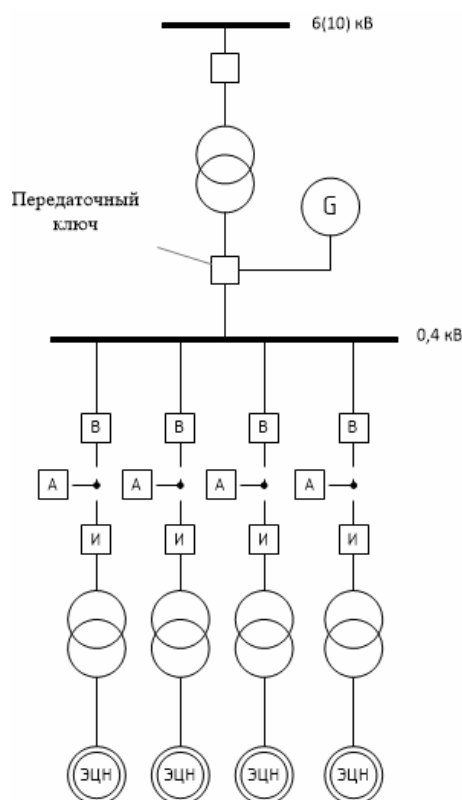 6(10) кВ
Передаточный
ключ
G
0,4 кВ
В В В В
А А А А
И И И И
ЭЦН ЭЦН ЭЦН ЭЦН